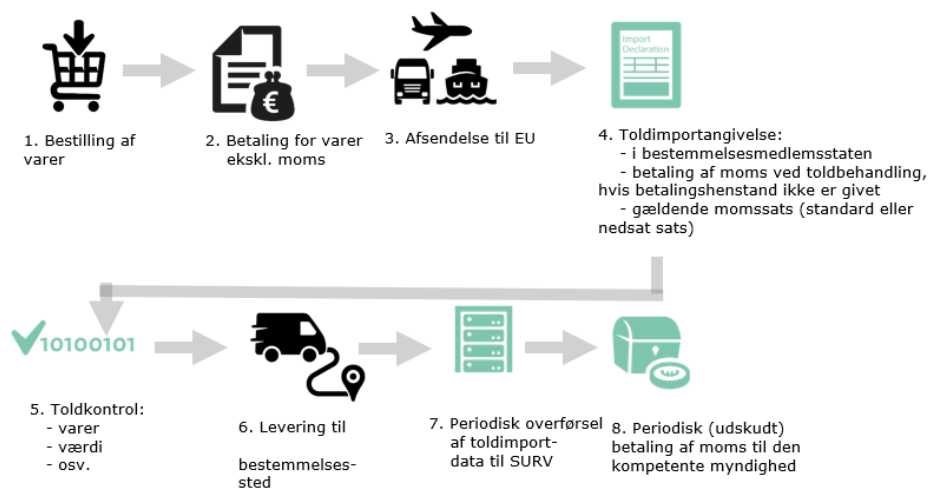 Import
Declaration
€
1. Bestilling af
varer
2. Betaling for varer
ekskl. moms
3. Afsendelse til EU
4. Toldimportangivelse:
- i bestemmelsesmedlemsstaten
- betaling af moms ved toldbehandling,
hvis betalingshenstand ikke er givet
- gældende momssats (standard eller
nedsat sats)
10100101
5. Toldkontrol:
- varer
- værdi
- osv.
6. Levering til
bestemmelses-
sted
7. Periodisk overførsel
af toldimport-
data til SURV
8. Periodisk (udskudt)
betaling af moms til den
kompetente myndighed